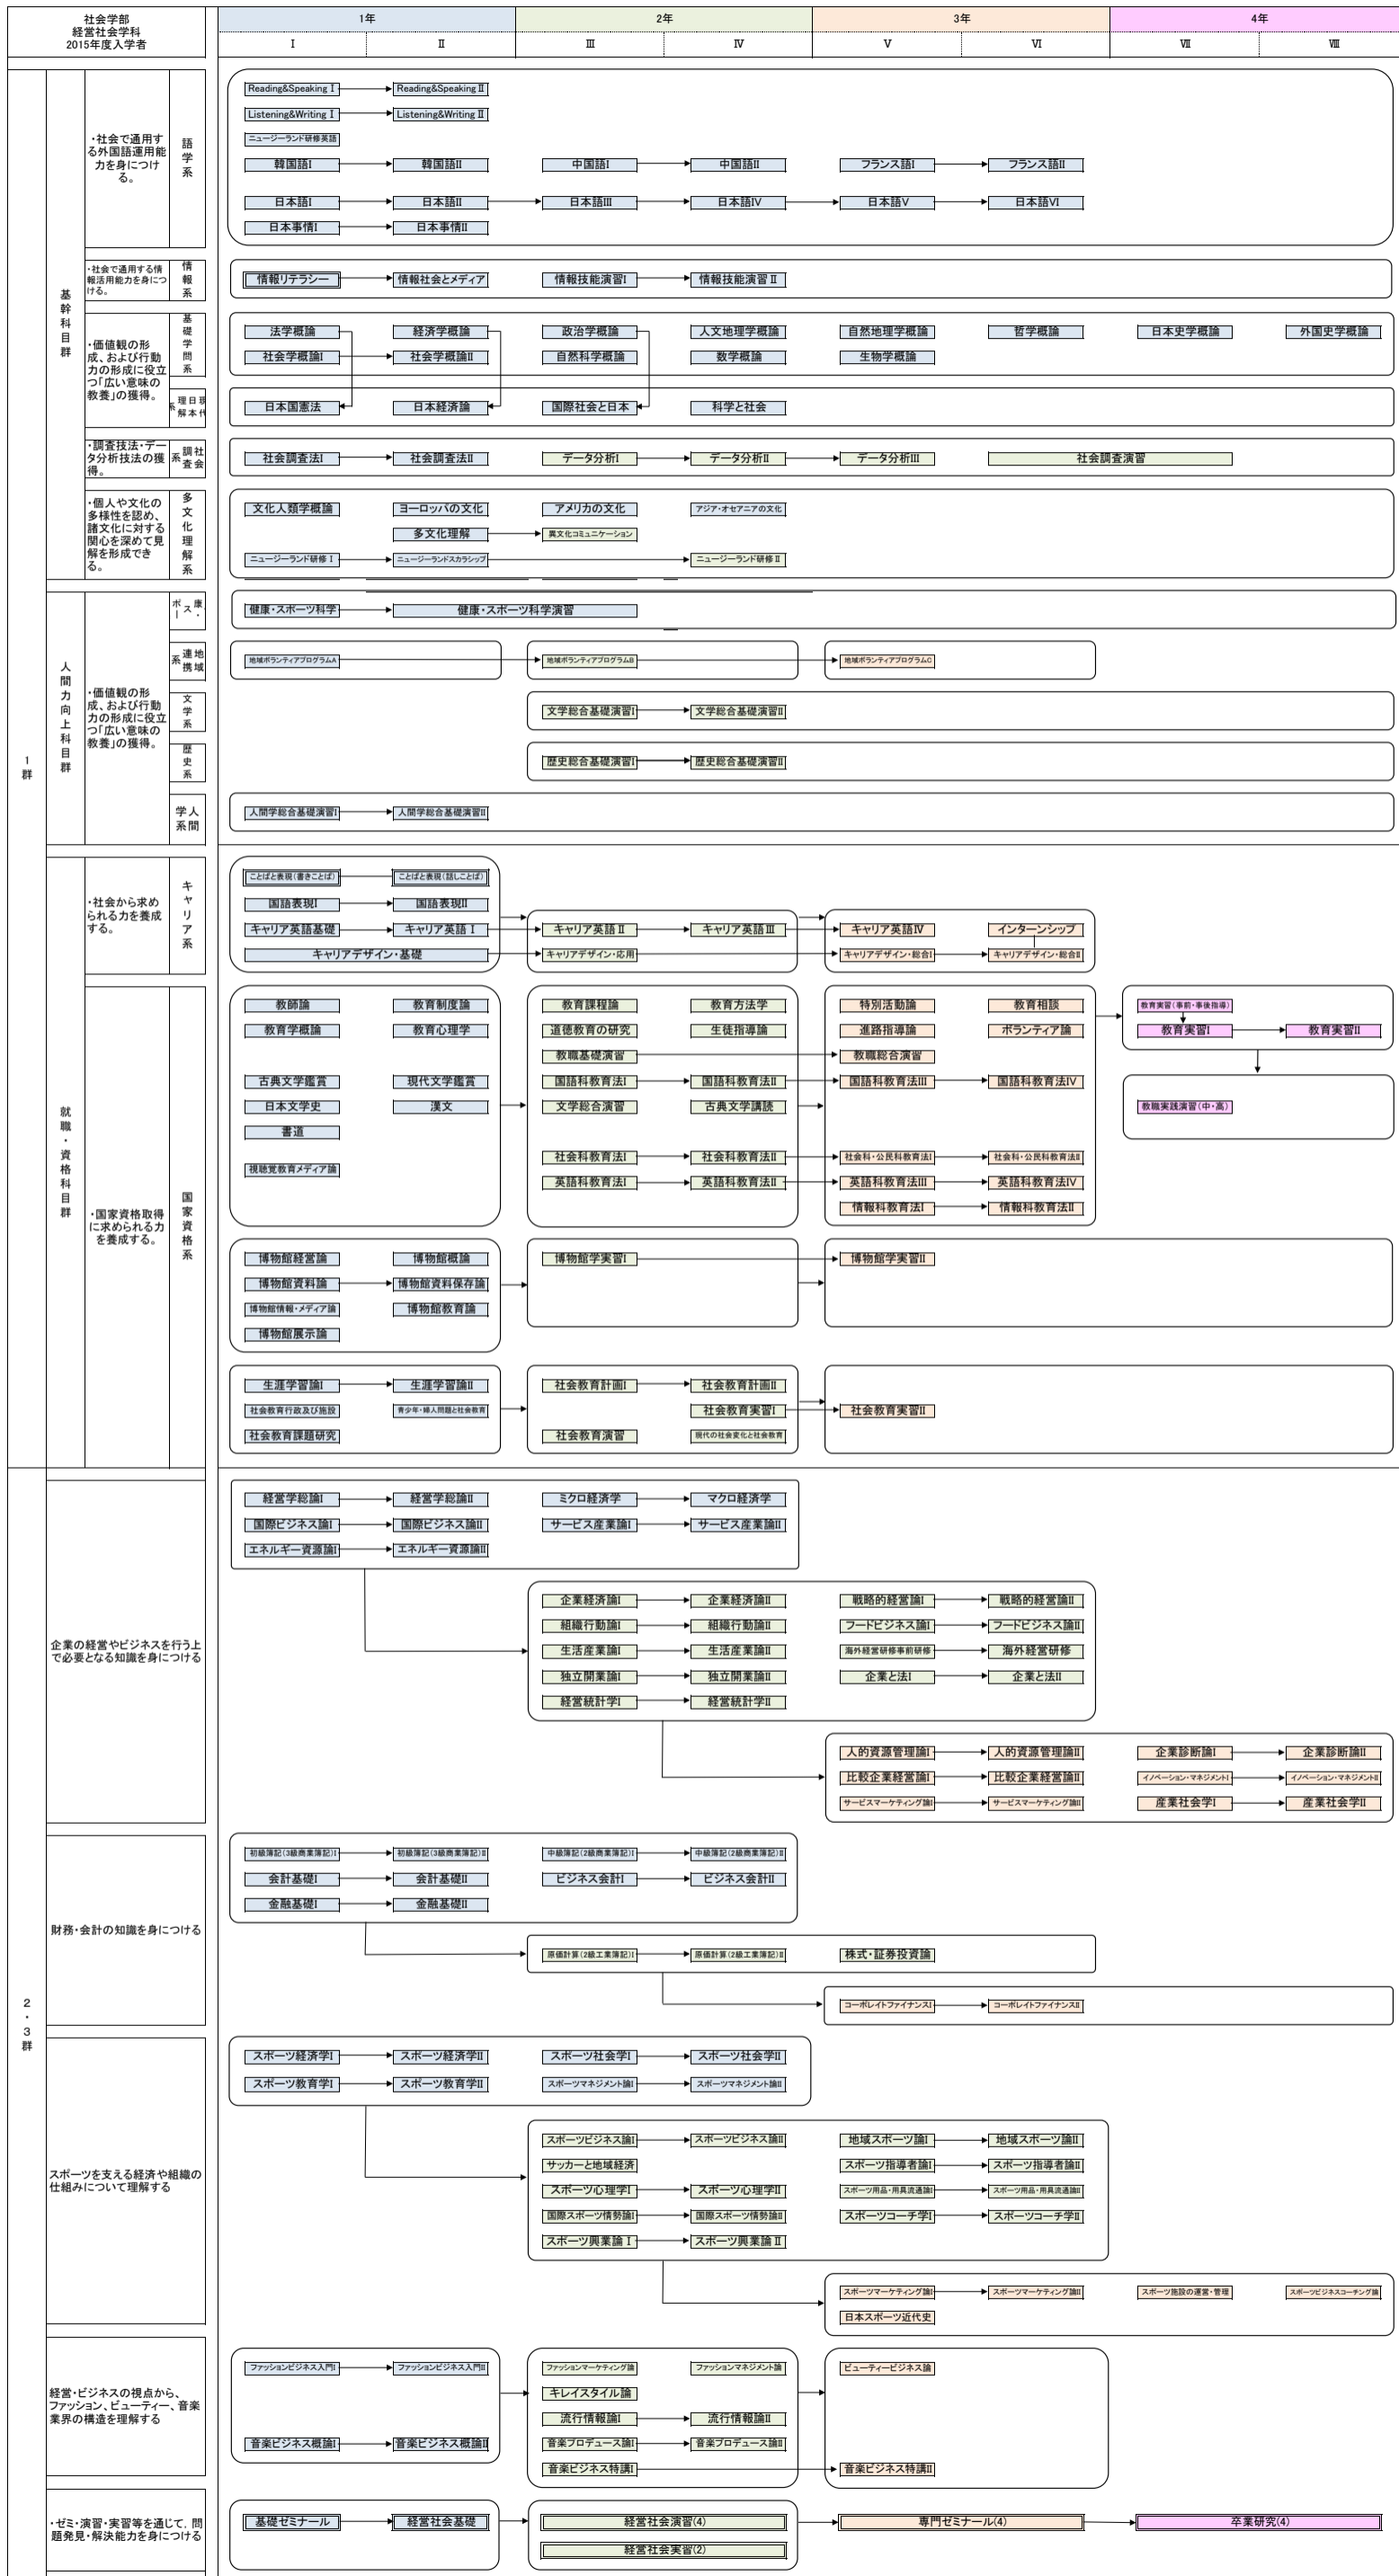 社会学部
経営社会学科
2015年度入学者
1年
2年
3年
4年
Ⅰ
Ⅱ
Ⅲ
Ⅳ
Ⅴ
Ⅵ
Ⅶ
Ⅷ
1群
基幹科目群
・社会で通用す
る外国語運用能
力を身につけ
る。
語学系
Reading&Speaking Ⅰ
Reading&Speaking Ⅱ
Listening&Writing Ⅰ
Listening&Writing Ⅱ
ニュージーランド研修英語
韓国語I
韓国語II
中国語I
中国語II
フランス語I
フランス語II
日本語I
日本語II
日本語III
日本語IV
日本語V
日本語VI
日本事情I
日本事情II
・社会で通用する情
報活用能力を身につ
ける。
情報系
情報リテラシー
情報社会とメディア
情報技能演習I
情報技能演習Ⅱ
・価値観の形
成、および行動
力の形成に役立
つ「広い意味の
教養」の獲得。
基礎学問系
法学概論
経済学概論
政治学概論
人文地理学概論
自然地理学概論
哲学概論
日本史学概論
外国史学概論
社会学概論I
社会学概論II
自然科学概論
数学概論
生物学概論
現代日本理解系
日本国憲法
日本経済論
国際社会と日本
科学と社会
・調査技法・デー
タ分析技法の獲
得。
社会調査系
社会調査法I
社会調査法II
データ分析I
データ分析II
データ分析III
社会調査演習
・個人や文化の
多様性を認め、
諸文化に対する
関心を深めて見
解を形成でき
る。
多文化理解系
文化人類学概論
ヨーロッパの文化
アメリカの文化
アジア・オセアニアの文化
多文化理解
異文化コミュニケーション
ニュージーランド研修Ⅰ
ニュージーランドスカラシップ
ニュージーランド研修Ⅱ
人間力向上科目群
・価値観の形
成、および行動
力の形成に役立
つ「広い意味の
教養」の獲得。
康・スポー
健康・スポーツ科学
健康・スポーツ科学演習
地域連携系
地域ボランティアプログラムA
地域ボランティアプログラムB
地域ボランティアプログラムC
文学系
文学総合基礎演習I
文学総合基礎演習II
歴史系
歴史総合基礎演習I
歴史総合基礎演習II
人間学系
人間学総合基礎演習I
人間学総合基礎演習II
就職・資格科目群
・社会から求め
られる力を養成
する。
キャリア系
ことばと表現(書きことば)
ことばと表現(話しことば)
国語表現I
国語表現II
キャリア英語基礎
キャリア英語Ⅰ
キャリア英語Ⅱ
キャリア英語Ⅲ
キャリア英語Ⅳ
インターンシップ
キャリアデザイン・基礎
キャリアデザイン・応用
キャリアデザイン・総合I
キャリアデザイン・総合II
・国家資格取得
に求められる力
を養成する。
国家資格系
教師論
教育制度論
教育課程論
教育方法学
特別活動論
教育相談
教育実習(事前・事後指導)
教育学概論
教育心理学
道徳教育の研究
生徒指導論
進路指導論
ボランティア論
教育実習I
教育実習II
教職基礎演習
教職総合演習
古典文学鑑賞
現代文学鑑賞
国語科教育法I
国語科教育法II
国語科教育法III
国語科教育法IV
日本文学史
漢文
文学総合演習
古典文学講読
教職実践演習(中・高)
書道
社会科教育法I
社会科教育法II
社会科・公民科教育法I
社会科・公民科教育法II
視聴覚教育メディア論
英語科教育法I
英語科教育法II
英語科教育法III
英語科教育法IV
情報科教育法I
情報科教育法II
博物館経営論
博物館概論
博物館学実習I
博物館学実習II
博物館資料論
博物館資料保存論
博物館情報・メディア論
博物館教育論
博物館展示論
生涯学習論I
生涯学習論II
社会教育計画I
社会教育計画II
社会教育行政及び施設
青少年・婦人問題と社会教育
社会教育実習I
社会教育実習II
社会教育課題研究
社会教育演習
現代の社会変化と社会教育
2・3群
企業の経営やビジネスを行う上
で必要となる知識を身につける
経営学総論I
経営学総論II
ミクロ経済学
マクロ経済学
国際ビジネス論I
国際ビジネス論II
サービス産業論I
サービス産業論II
エネルギー資源論I
エネルギー資源論II
企業経済論I
企業経済論II
戦略的経営論I
戦略的経営論II
組織行動論I
組織行動論II
フードビジネス論I
フードビジネス論II
生活産業論I
生活産業論II
海外経営研修事前研修
海外経営研修
独立開業論I
独立開業論II
企業と法I
企業と法II
経営統計学I
経営統計学II
人的資源管理論I
人的資源管理論II
企業診断論I
企業診断論II
比較企業経営論I
比較企業経営論II
イノベーション・マネジメントI
イノベーション・マネジメントII
サービスマーケティング論I
サービスマーケティング論II
産業社会学I
産業社会学II
財務・会計の知識を身につける
初級簿記(3級商業簿記)I
初級簿記(3級商業簿記)II
中級簿記(2級商業簿記)I
中級簿記(2級商業簿記)II
会計基礎I
会計基礎II
ビジネス会計I
ビジネス会計II
金融基礎I
金融基礎II
原価計算(2級工業簿記)I
原価計算(2級工業簿記)II
株式・証券投資論
コーポレイトファイナンスI
コーポレイトファイナンスII
スポーツを支える経済や組織の
仕組みについて理解する
スポーツ経済学I
スポーツ経済学II
スポーツ社会学I
スポーツ社会学II
スポーツ教育学I
スポーツ教育学II
スポーツマネジメント論I
スポーツマネジメント論II
スポーツビジネス論I
スポーツビジネス論II
地域スポーツ論I
地域スポーツ論II
サッカーと地域経済
スポーツ指導者論I
スポーツ指導者論II
スポーツ心理学I
スポーツ心理学II
スポーツ用品・用具流通論I
スポーツ用品・用具流通論II
国際スポーツ情勢論I
国際スポーツ情勢論II
スポーツコーチ学I
スポーツコーチ学II
スポーツ興業論Ⅰ
スポーツ興業論Ⅱ
スポーツマーケティング論I
スポーツマーケティング論II
スポーツ施設の運営・管理
スポーツビジネスコーチング論
日本スポーツ近代史
経営・ビジネスの視点から、
ファッション、ビューティー、音楽
業界の構造を理解する
ファッションビジネス入門I
ファッションビジネス入門II
ファッションマーケティング論
ファッションマネジメント論
ビューティービジネス論
キレイスタイル論
流行情報論I
流行情報論II
音楽ビジネス概論I
音楽ビジネス概論II
音楽プロデュース論I
音楽プロデュース論II
音楽ビジネス特講I
音楽ビジネス特講II
・ゼミ・演習・実習等を通じて、問
題発見・解決能力を身につける
基礎ゼミナール
経営社会基礎
経営社会演習(4)
専門ゼミナール(4)
卒業研究(4)
経営社会実習(2)